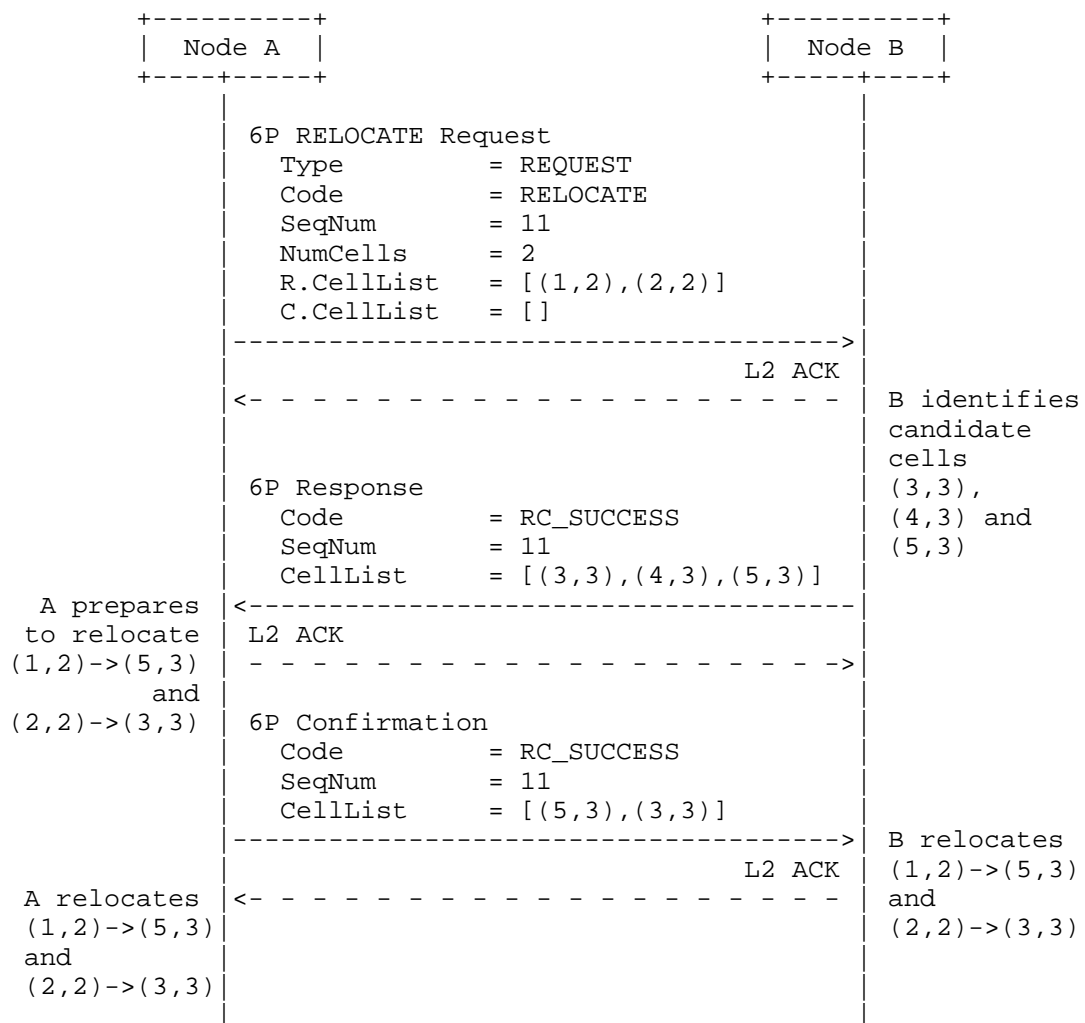 Node A Node B
6P RELOCATE Request
Type = REQUEST
Code = RELOCATE
SeqNum = 11
NumCells = 2
R.CellList = [(1,2),(2,2)]
C.CellList = []
L2 ACK
B identifies
candidate
cells
6P Response (3,3),
Code = RC_SUCCESS (4,3) and
SeqNum = 11 (5,3)
CellList = [(3,3),(4,3),(5,3)]
A prepares
to relocate L2 ACK
(1,2)->(5,3)
and
(2,2)->(3,3) 6P Confirmation
Code = RC_SUCCESS
SeqNum = 11
CellList = [(5,3),(3,3)]
B relocates
L2 ACK (1,2)->(5,3)
A relocates and
(1,2)->(5,3) (2,2)->(3,3)
and
(2,2)->(3,3)